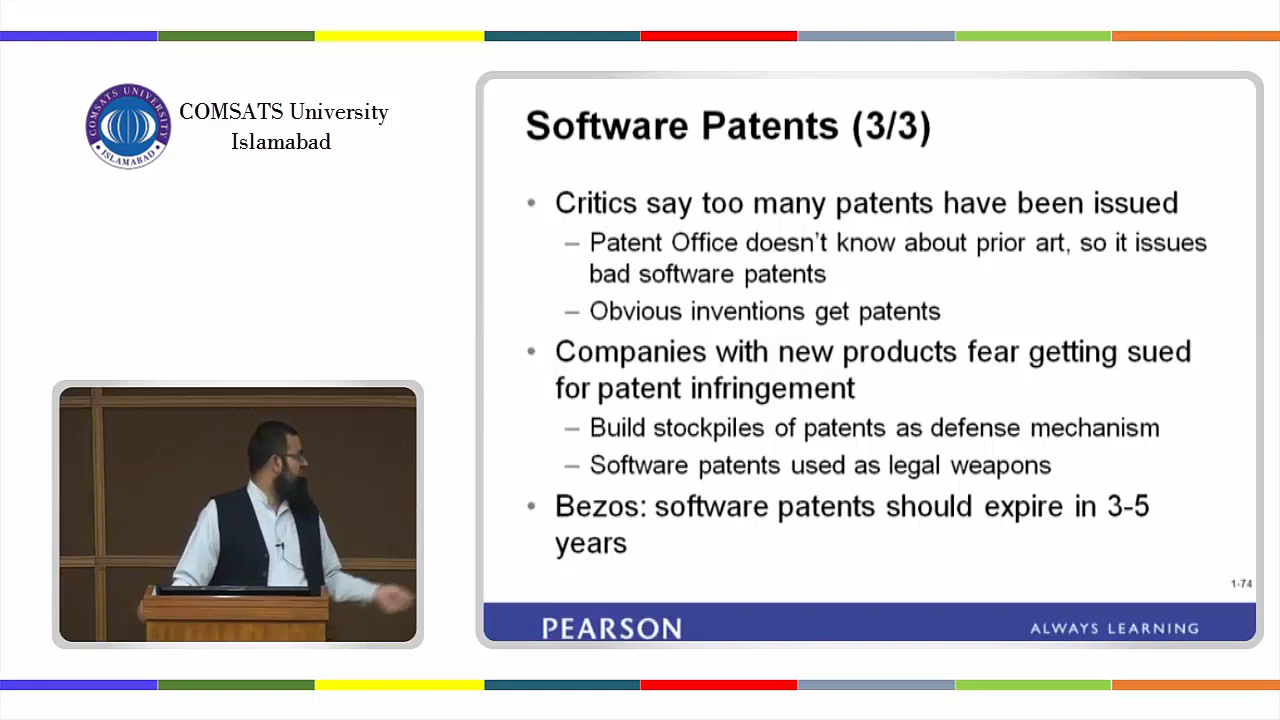 COMSATS UNIVERSITY
• ISLAMABAD •
COMSATS University
Islamabad
Software Patents (3/3)
• Critics say too many patents have been issued
– Patent Office doesn’t know about prior art, so it issues
bad software patents
– Obvious inventions get patents
• Companies with new products fear getting sued
for patent infringement
– Build stockpiles of patents as defense mechanism
– Software patents used as legal weapons
• Bezos: software patents should expire in 3-5
years
1-74
PEARSON
ALWAYS LEARNING